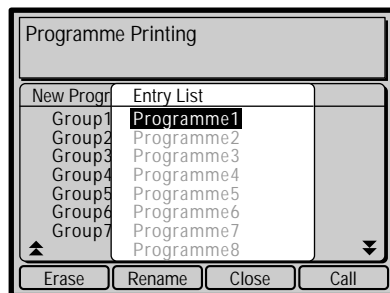 Programme Printing
New Progr
Entry List
Group1
Programme1
Group2
Programme2
Group3
Programme3
Group4
Programme4
Group5
Programme5
Group6
Programme6
Group7
Programme7
Programme8
Erase
Rename
Close
Call